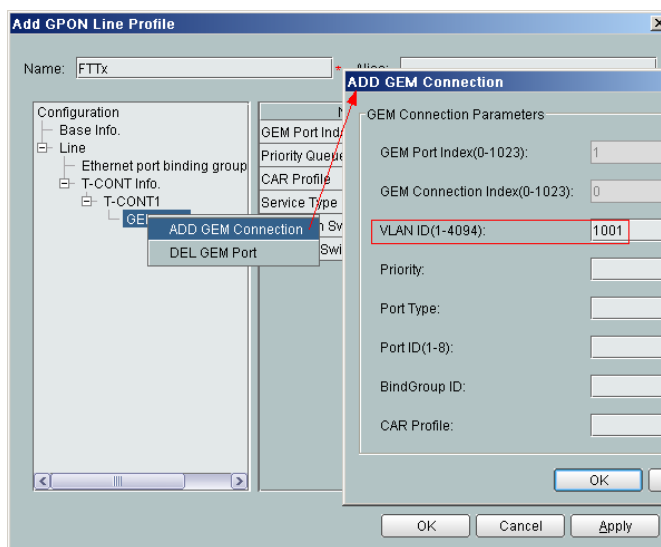 Add GPON Line Profile
Name: FTTx
*
Configuration
Base Info.
Line
Ethernet port binding group
T-CONT Info.
T-CONT1
ADD GEM Connection
DEL GEM Port
GEM Port
Priority Queue
CAR Profile
Service Type
ADD GEM Connection
GEM Connection Parameters
GEM Port Index(0-1023): 1
GEM Connection Index(0-1023): 0
VLAN ID(1-4094): 1001
Priority:
Port Type:
Port ID(1-8):
BindGroup ID:
CAR Profile:
OK
OK Cancel Apply